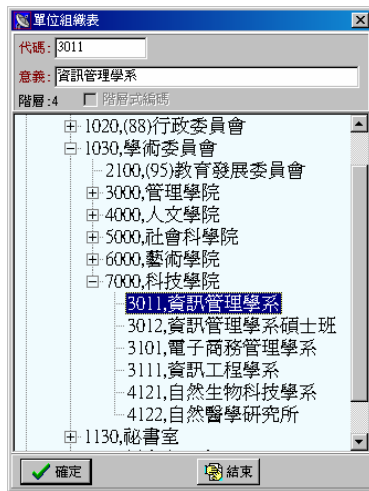 單位組織表
代碼: 3011
意義: 資訊管理學系
階層:4 階層式編碼
1020,(88)行政委員會
1030,學術委員會
2100,(95)教育發展委員會
3000,管理學院
4000,人文學院
5000,社會科學院
6000,藝術學院
7000,科技學院
3011,資訊管理學系
3012,資訊管理學系碩士班
3101,電子商務管理學系
3111,資訊工程學系
4121,自然生物科技學系
4122,自然醫學研究所
1130,祕書室
確定 結束